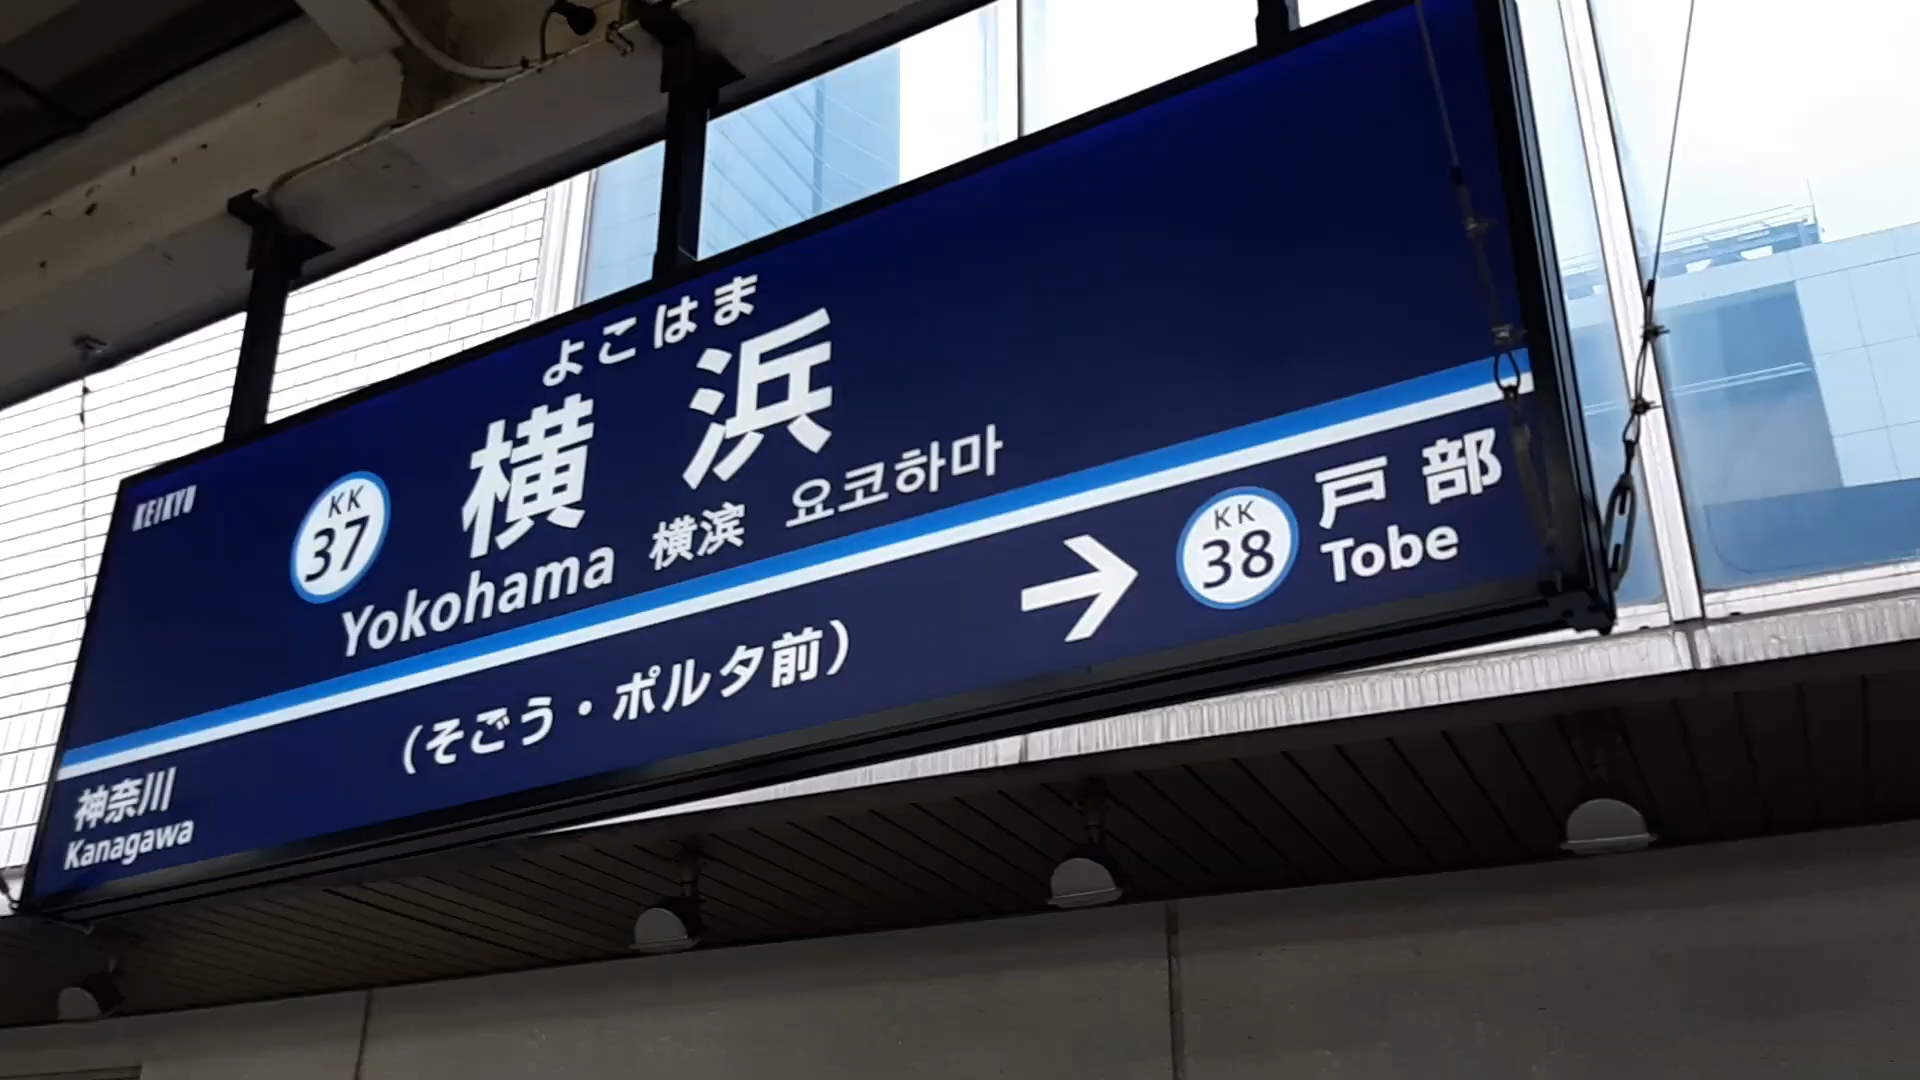 KEIKYU
よこはま
KK
37
横浜
Yokohama 横滨 요코하마
(そごう・ポルタ前)
KK
38
戸部
Tobe
神奈川
Kanagawa